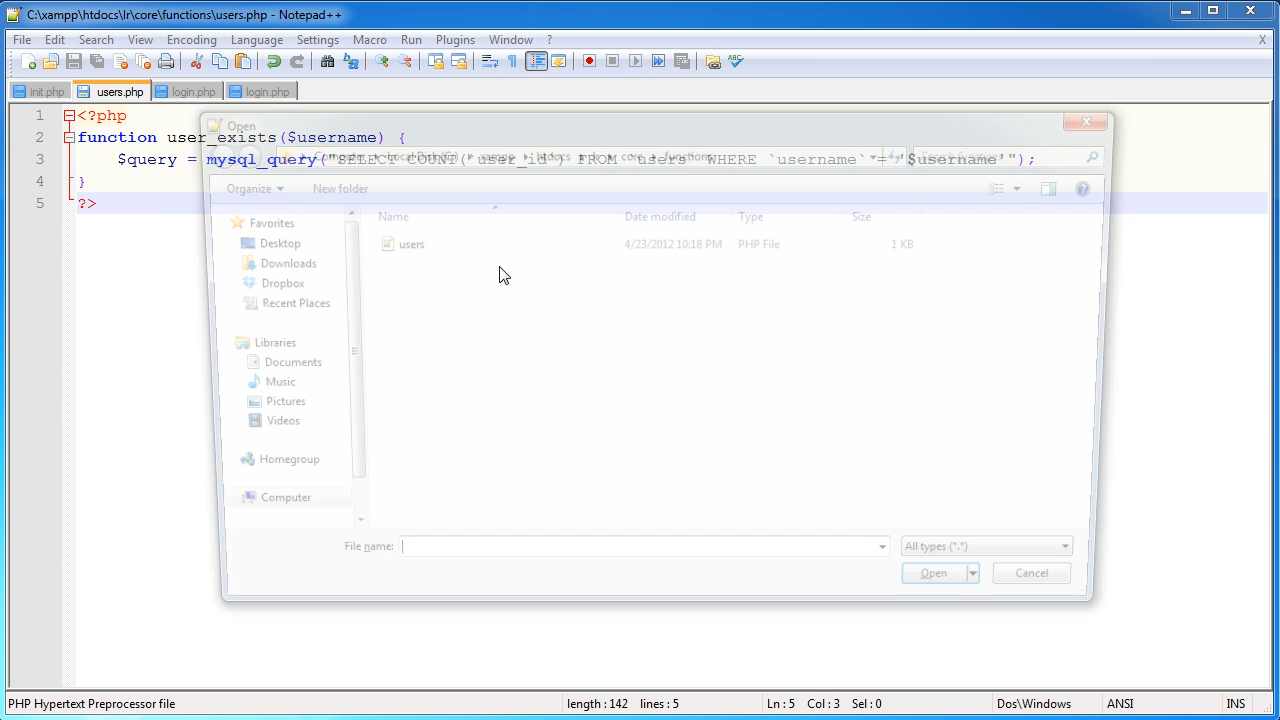 C:\xampp\htdocs\lr\core\functions\users.php - Notepad++
File Edit Search View Encoding Language Settings Macro Run Plugins Window ? X
init.php users.php login.php login.php
1 <?php
2 function user_exists($username) {
3 $query = mysql_query("SELECT COUNT(`user_id`) FROM `users` WHERE `username` = '$username'");
4 }
5 ?>
Open
Organize New folder
Name Date modified Type Size
users 4/23/2012 10:18 PM PHP File 1 KB
Favorites
Desktop
Downloads
Dropbox
Recent Places
Libraries
Documents
Music
Pictures
Videos
Homegroup
Computer
File name: All types (*.*)
Open Cancel
PHP Hypertext Preprocessor file length : 142 lines : 5 Ln : 5 Col : 3 Sel : 0 Dos\Windows ANSI INS